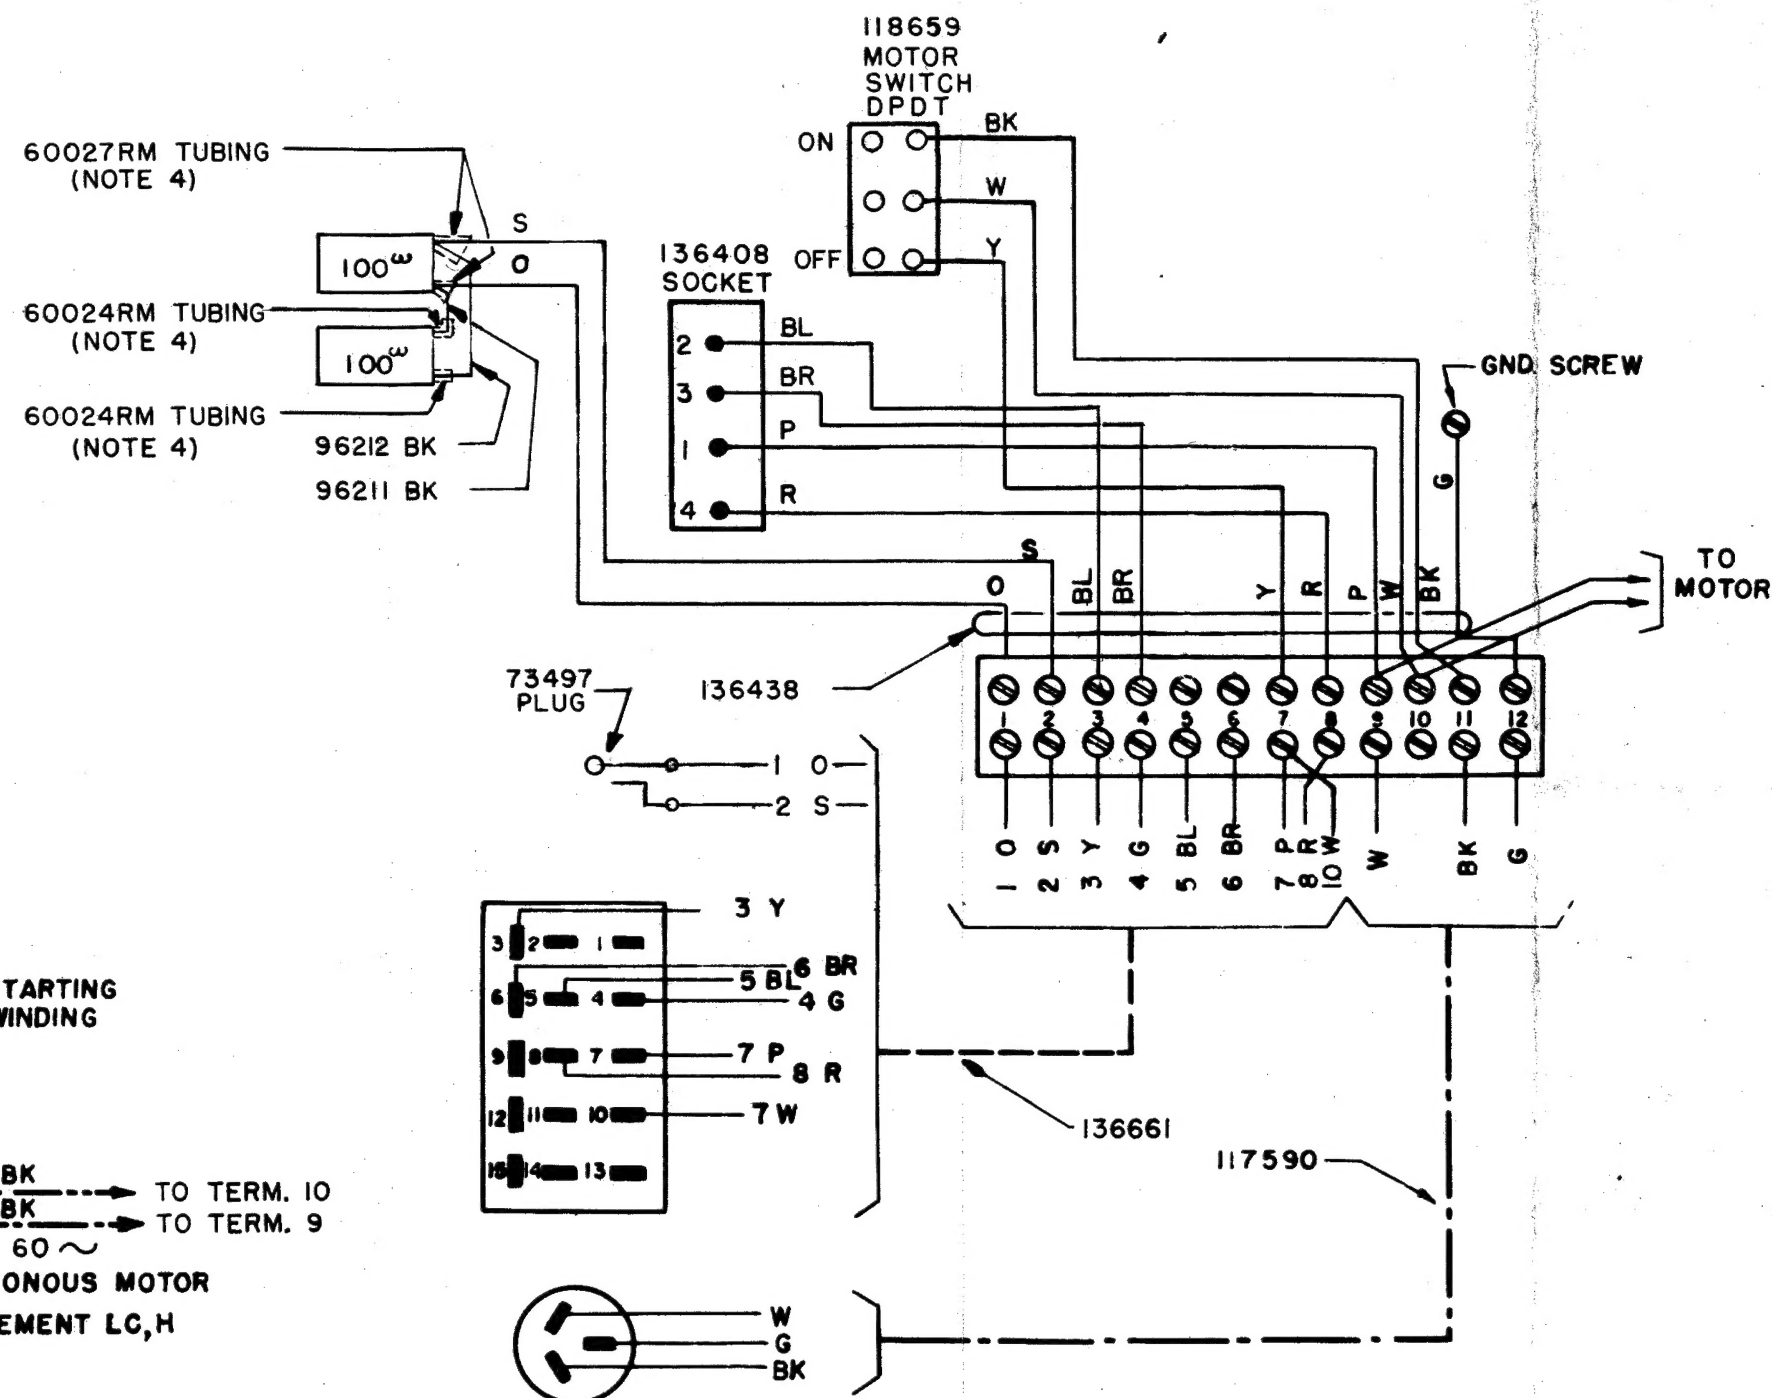 118659
MOTOR
SWITCH
DPDT
ON
OFF
BK
W
Y
60027RM TUBING
(NOTE 4)
S
O
100ω
60024RM TUBING
(NOTE 4)
100ω
60024RM TUBING
(NOTE 4)
96212 BK
96211 BK
136408
SOCKET
2 BL
3 BR
1 P
4 R
GND SCREW
G
TO
MOTOR
S
O
BL
BR
Y
R
P
W
BK
73497
PLUG
136438
1 2 3 4 5 6 7 8 9 10 11 12
1 O
2 S
1 O
2 S
3 Y
4 G
5 BL
6 BR
7 P
8 R
10 W
W
BK
G
3 Y
3 2 1
6 BR
5 BL
4 G
6 5 4
7 P
9 8 7
8 R
7 W
12 11 10
15 14 13
136661
117590
TARTING
WINDING
BK
TO TERM. 10
BK
TO TERM. 9
60 ~
ONOUS MOTOR
EMENT LC,H
W
G
BK